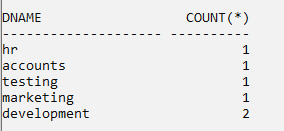 DNAME                  COUNT(*)
-------------------- ----------
hr                            1
accounts                      1
testing                       1
marketing                     1
development                   2